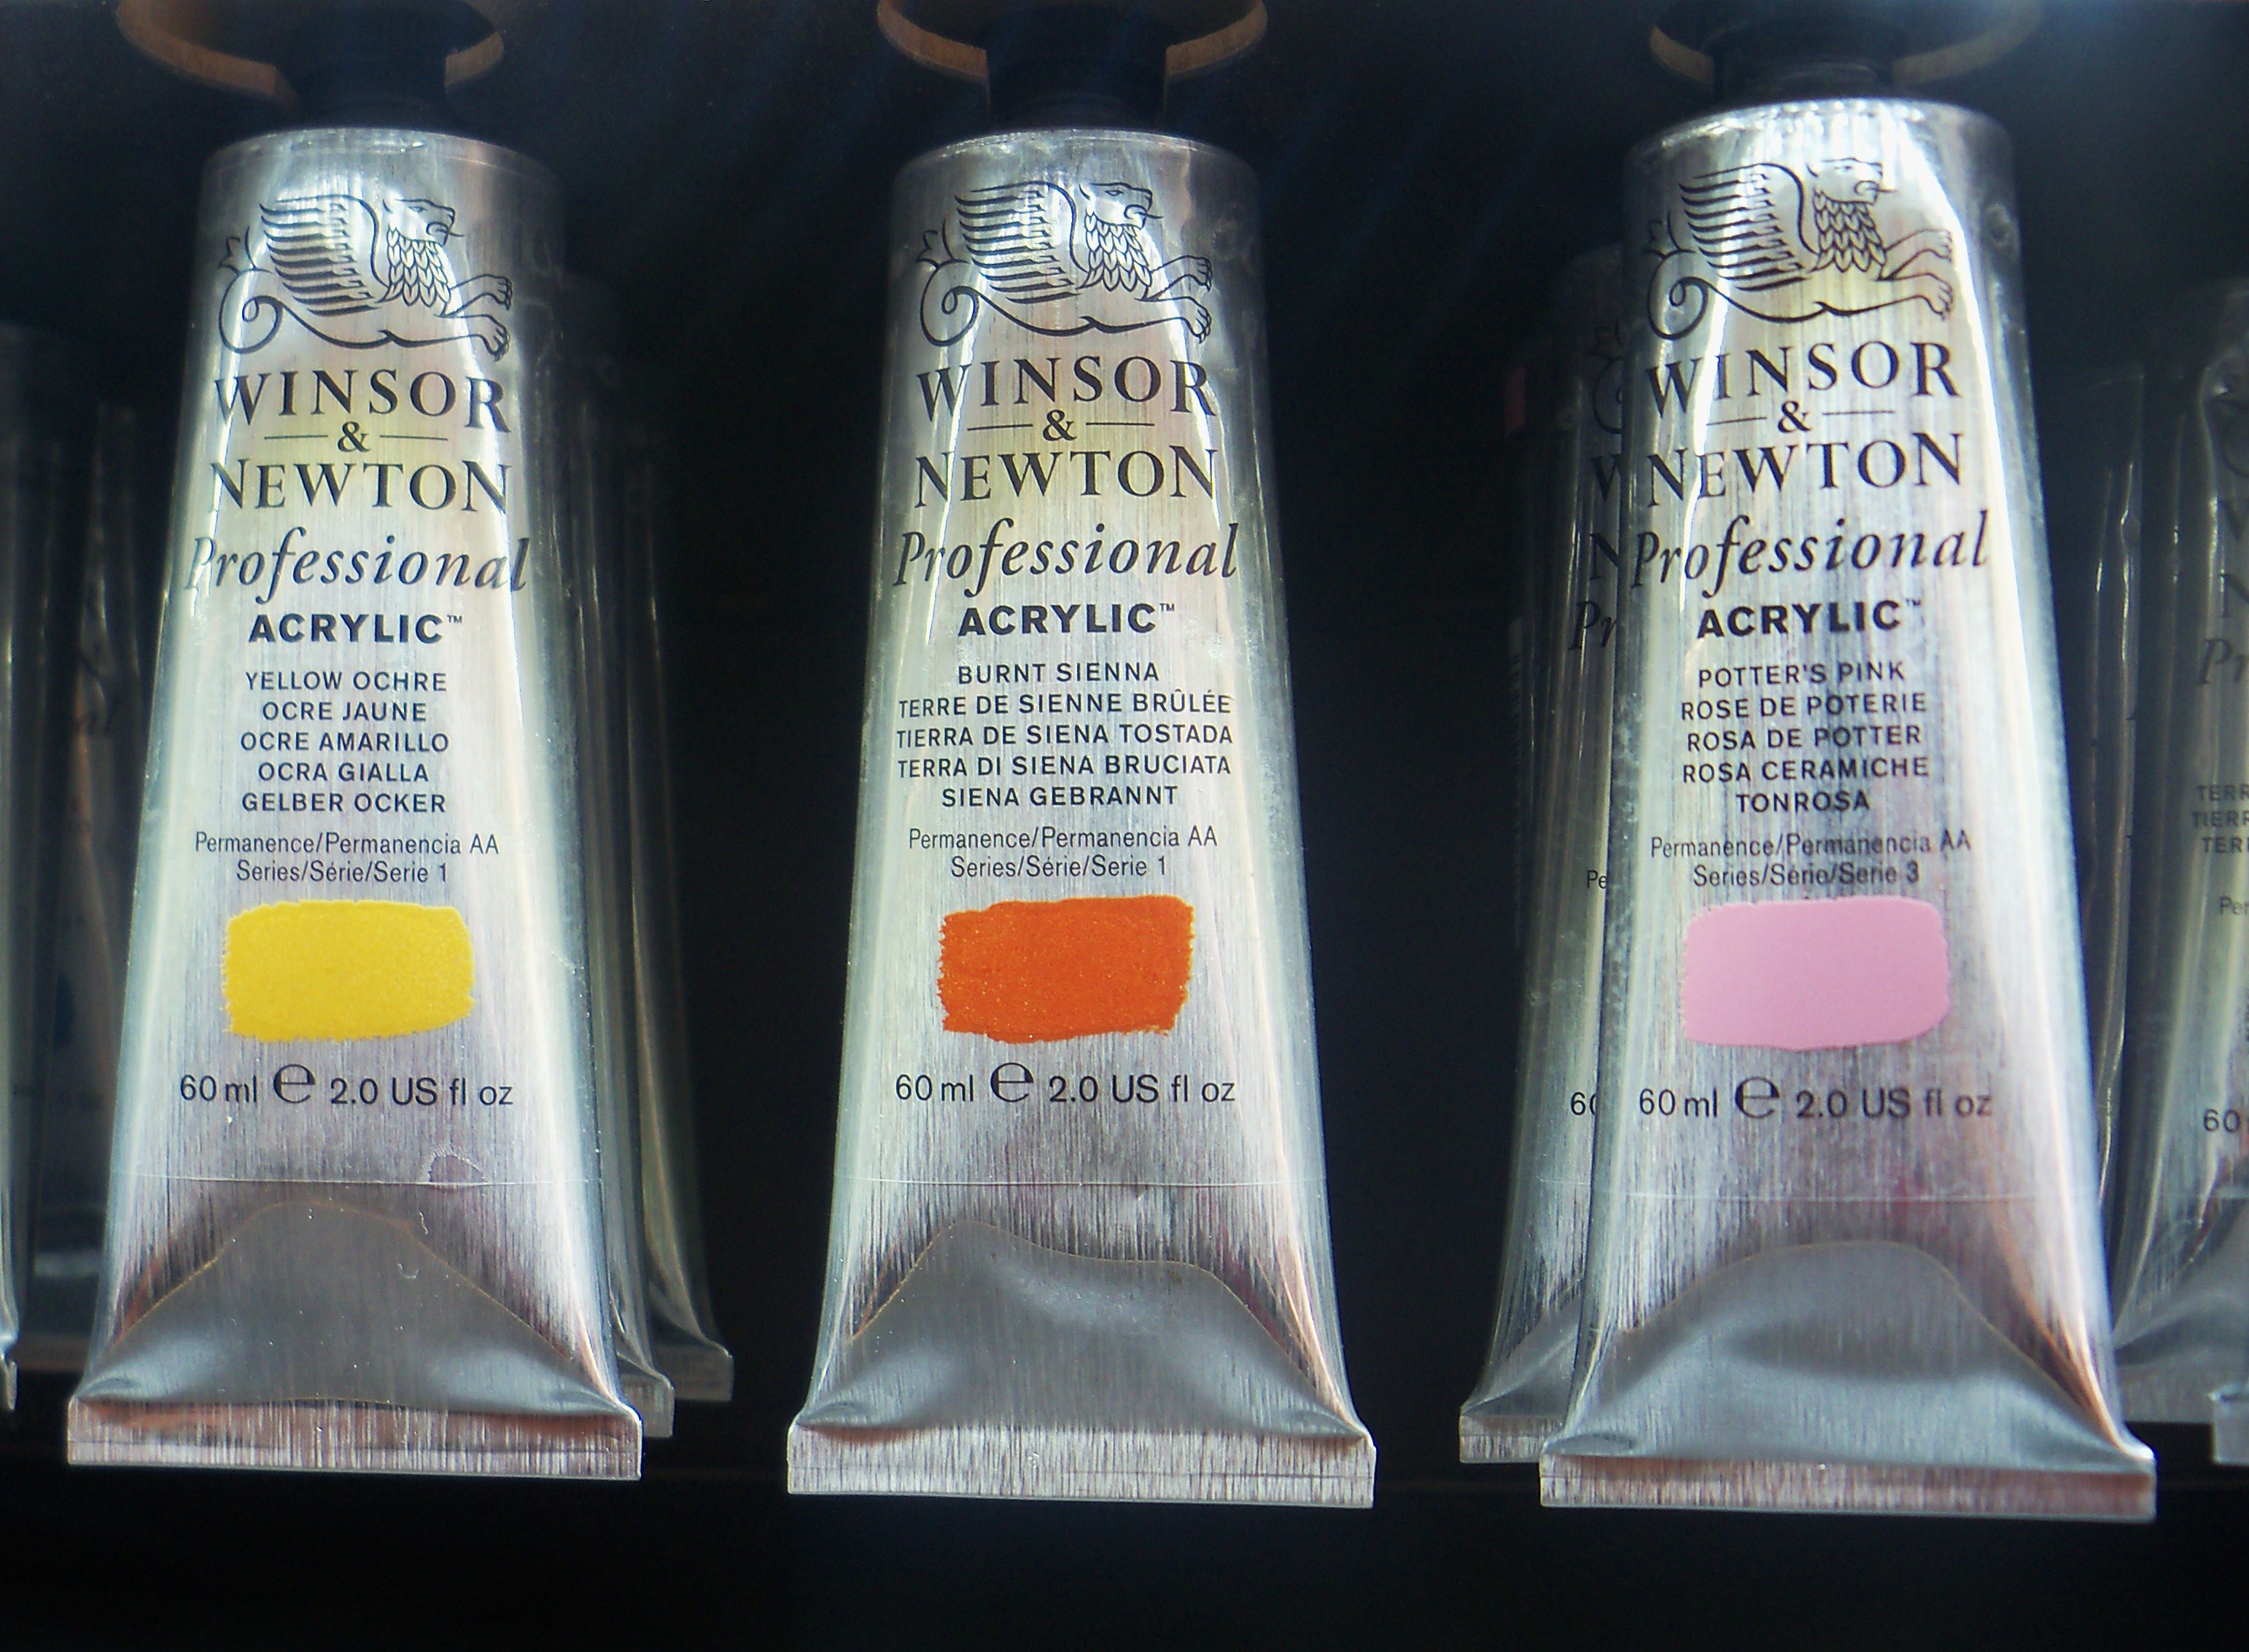 WINSOR
&
NEWTON
Professional
ACRYLIC™
YELLOW OCHRE
OCRE JAUNE
OCRE AMARILLO
OCRA GIALLA
GELBER OCKER
Permanence/Permanencia AA
Series/Série/Serie 1
60 ml e 2.0 US fl oz
WINSOR
&
NEWTON
Professional
ACRYLIC™
BURNT SIENNA
TERRE DE SIENNE BRÛLÉE
TIERRA DE SIENA TOSTADA
TERRA DI SIENA BRUCIATA
SIENA GEBRANNT
Permanence/Permanencia AA
Series/Série/Serie 1
60 ml e 2.0 US fl oz
WINSOR
&
NEWTON
Professional
ACRYLIC™
POTTER'S PINK
ROSE DE POTERIE
ROSA DE POTTER
ROSA CERAMICHE
TONROSA
Permanence/Permanencia AA
Series/Série/Serie 3
60 ml e 2.0 US fl oz